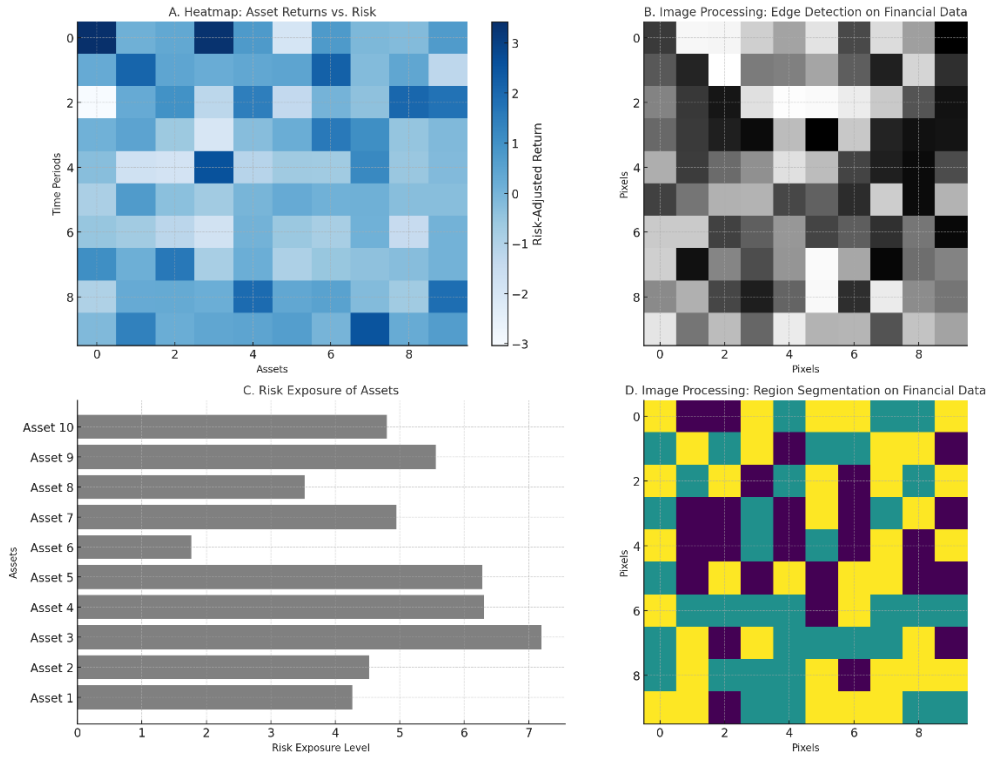 A. Heatmap: Asset Returns vs. Risk
0
2
4
6
8
Time Periods
0 2 4 6 8
Assets
3
2
1
0
−1
−2
−3
Risk-Adjusted Return
B. Image Processing: Edge Detection on Financial Data
0
2
4
6
8
Pixels
0 2 4 6 8
Pixels
C. Risk Exposure of Assets
Asset 10
Asset 9
Asset 8
Asset 7
Asset 6
Asset 5
Asset 4
Asset 3
Asset 2
Asset 1
Assets
0 1 2 3 4 5 6 7
Risk Exposure Level
D. Image Processing: Region Segmentation on Financial Data
0
2
4
6
8
Pixels
0 2 4 6 8
Pixels